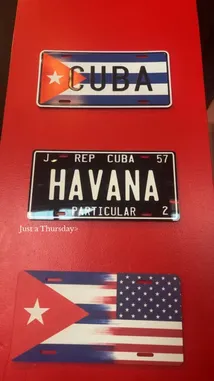 CUBA
J REP CUBA 57
HAVANA
PARTICULAR 2
Just a Thursday>